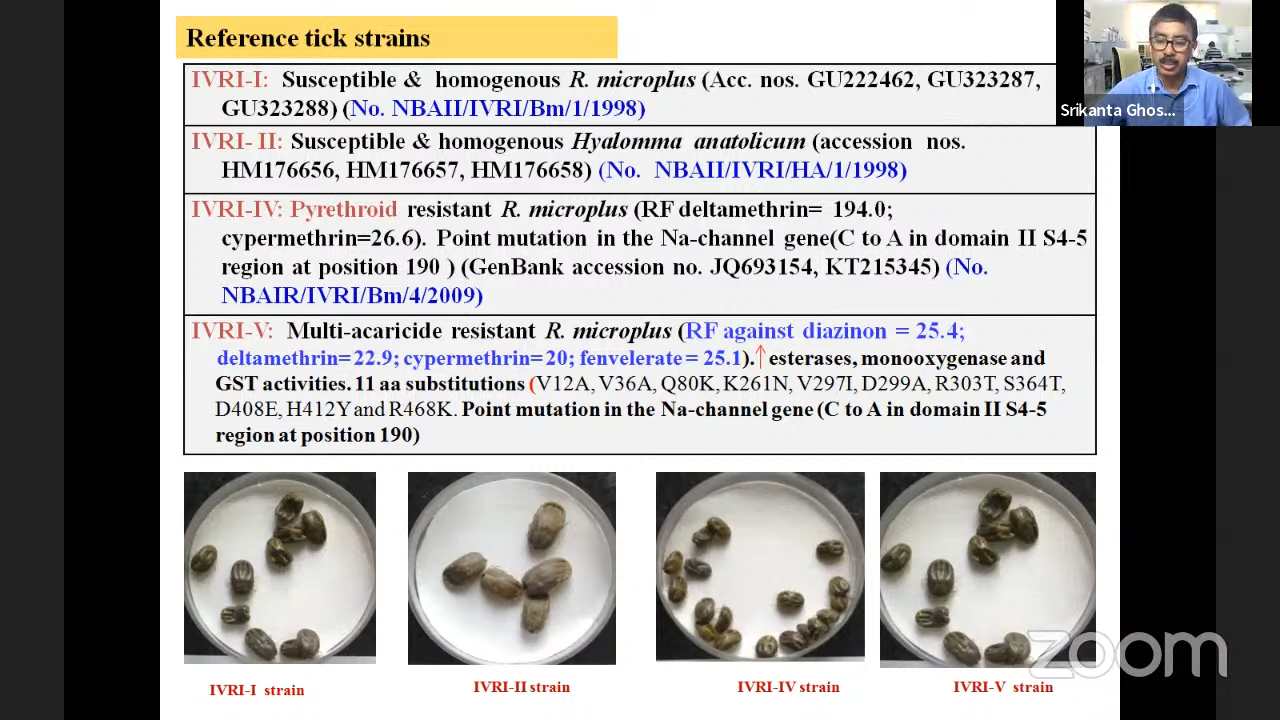 Reference tick strains
IVRI-I: Susceptible & homogenous R. microplus (Acc. nos. GU222462, GU323287,
GU323288) (No. NBAII/IVRI/Bm/1/1998)
IVRI- II: Susceptible & homogenous Hyalomma anatolicum (accession nos.
HM176656, HM176657, HM176658) (No. NBAII/IVRI/HA/1/1998)
IVRI-IV: Pyrethroid resistant R. microplus (RF deltamethrin= 194.0;
cypermethrin=26.6). Point mutation in the Na-channel gene(C to A in domain II S4-5
region at position 190 ) (GenBank accession no. JQ693154, KT215345) (No.
NBAIR/IVRI/Bm/4/2009)
IVRI-V: Multi-acaricide resistant R. microplus (RF against diazinon = 25.4;
deltamethrin= 22.9; cypermethrin= 20; fenvelerate = 25.1).↑ esterases, monooxygenase and
GST activities. 11 aa substitutions (V12A, V36A, Q80K, K261N, V297I, D299A, R303T, S364T,
D408E, H412Y and R468K. Point mutation in the Na-channel gene (C to A in domain II S4-5
region at position 190)
Srikanta Ghos...
IVRI-I strain
IVRI-II strain
IVRI-IV strain
IVRI-V strain
zoom